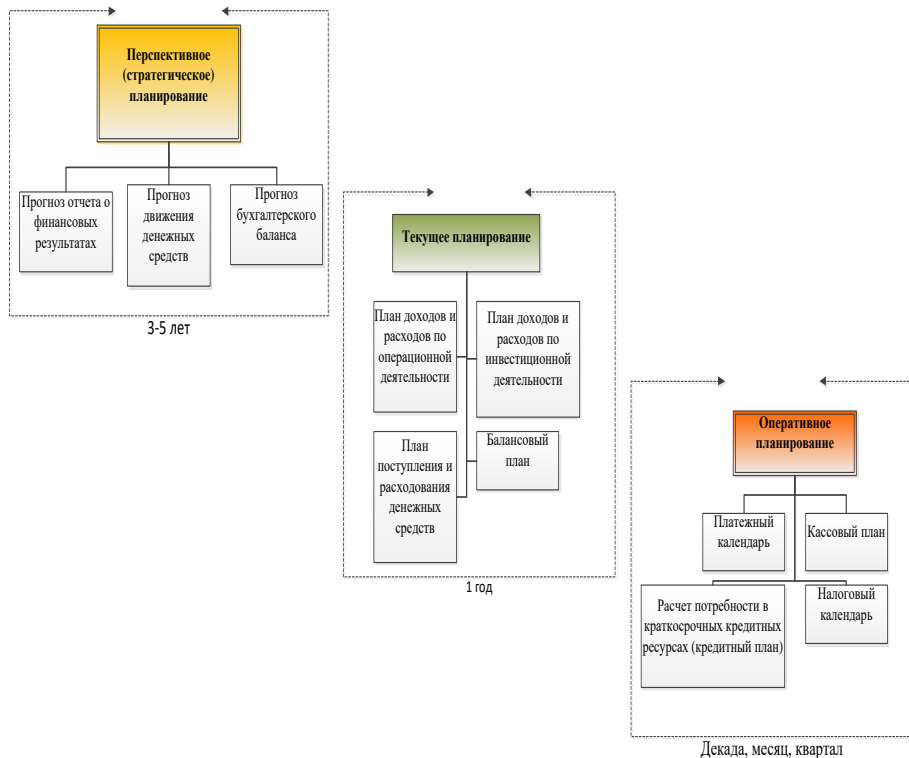 Перспективное
(стратегическое)
планирование
Прогноз отчета о
финансовых
результатах
Прогноз
движения
денежных
средств
Прогноз
бухгалтерского
баланса
3-5 лет
Текущее планирование
План доходов и
расходов по
операционной
деятельности
План доходов и
расходов по
инвестиционной
деятельности
План
поступления и
расходования
денежных
средств
Балансовый
план
1 год
Оперативное
планирование
Платежный
календарь
Кассовый план
Расчет потребности в
краткосрочных кредитных
ресурсах (кредитный план)
Налоговый
календарь
Декада, месяц, квартал